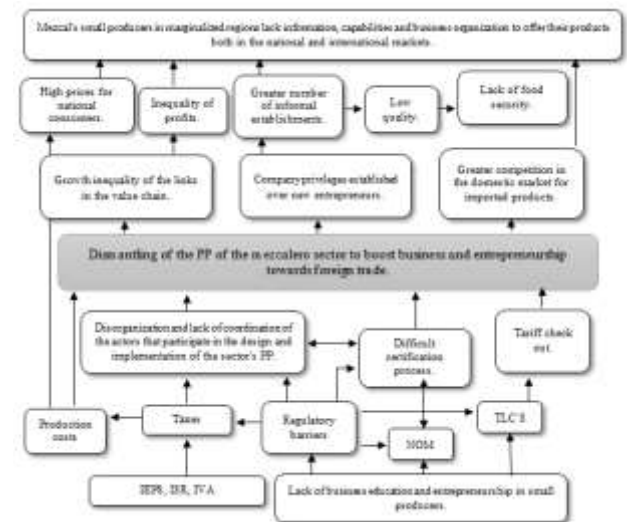 Mezcal's small producers in marginalized regions lack information, capabilities and business organization to offer their products
both in the national and international markets.
High prices for
national
consumers.
Inequality of
profits.
Greater number
of informal
establishments.
Low
quality.
Lack of food
security.
Growth inequality of the links
in the value chain.
Company privileges established
over new entrepreneurs.
Greater competition in
the domestic market for
imported products.
Dismantling of the PP of the mezcalero sector to boost business and entrepreneurship
towards foreign trade.
Disorganization and lack of coordination of
the actors that participate in the design and
implementation of the sector's PP.
Difficult
certification
process.
Tariff check
out.
Production
costs
Taxes
Regulatory
barriers
NOM
TLC'S
IEPS, ISR, IVA
Lack of business education and entrepreneurship in small
producers.